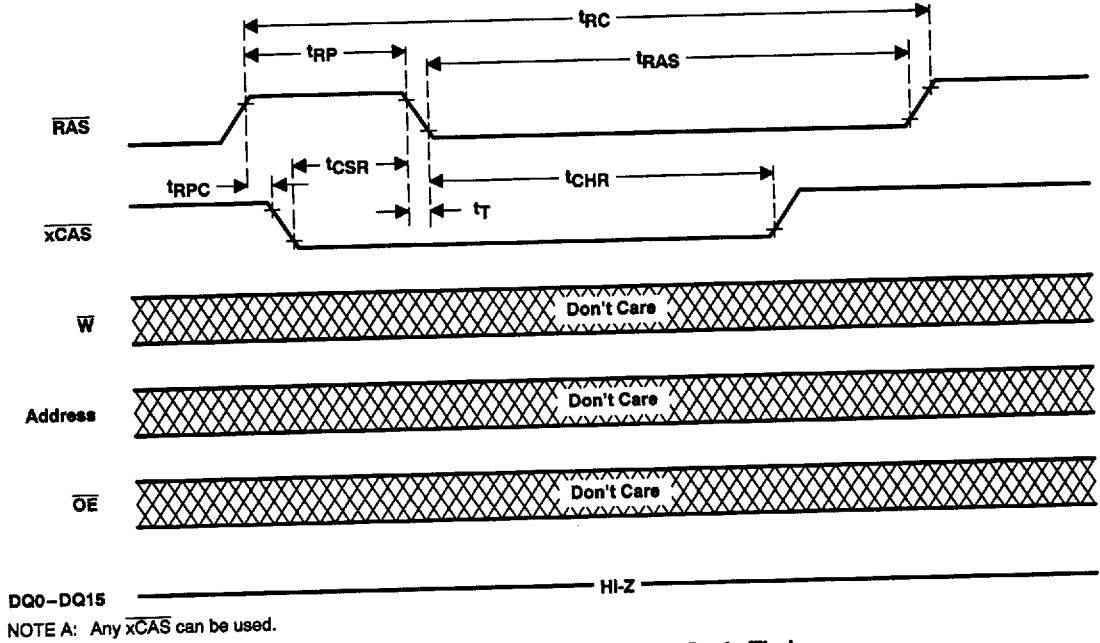 tRC
tRP
tRAS
RAS
tCSR
tCHR
tRPC
tT
xCAS
Don't Care
W
Don't Care
Address
Don't Care
OE
HI-Z
DQ0–DQ15
NOTE A: Any xCAS can be used.